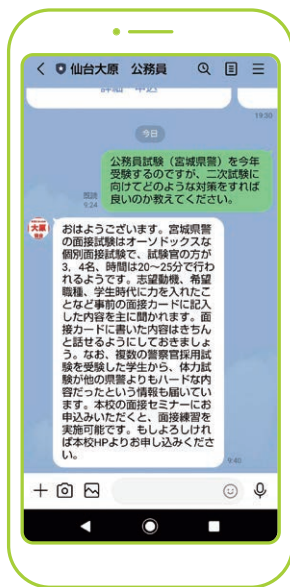 仙台大原 公務員
19:30
今日
公務員試験（宮城県警）を今年
受験するのですが、二次試験に
向けてどのような対策をすれば
良いのか教えてください。
既読
9:24
大原
おはようございます。宮城県警
の面接試験はオーソドックスな
個別面接試験で、試験官の方が
3，4名、時間は20～25分で行わ
れるようです。志望動機、希望
職種、学生時代に力を入れたこ
となど事前の面接カードに記入
した内容を主に聞かれます。面
接カードに書いた内容はきちん
と話せるようにしておきましょ
う。なお、複数の警察官採用試
験を受験した学生から、体力試
験が他の県警よりもハードな内
容だったという情報も届いてい
ます。本校の面接セミナーにお
申込みいただくと、面接練習を
実施可能です。もしよろしけれ
ば本校HPよりお申し込みくださ
い。
9:40